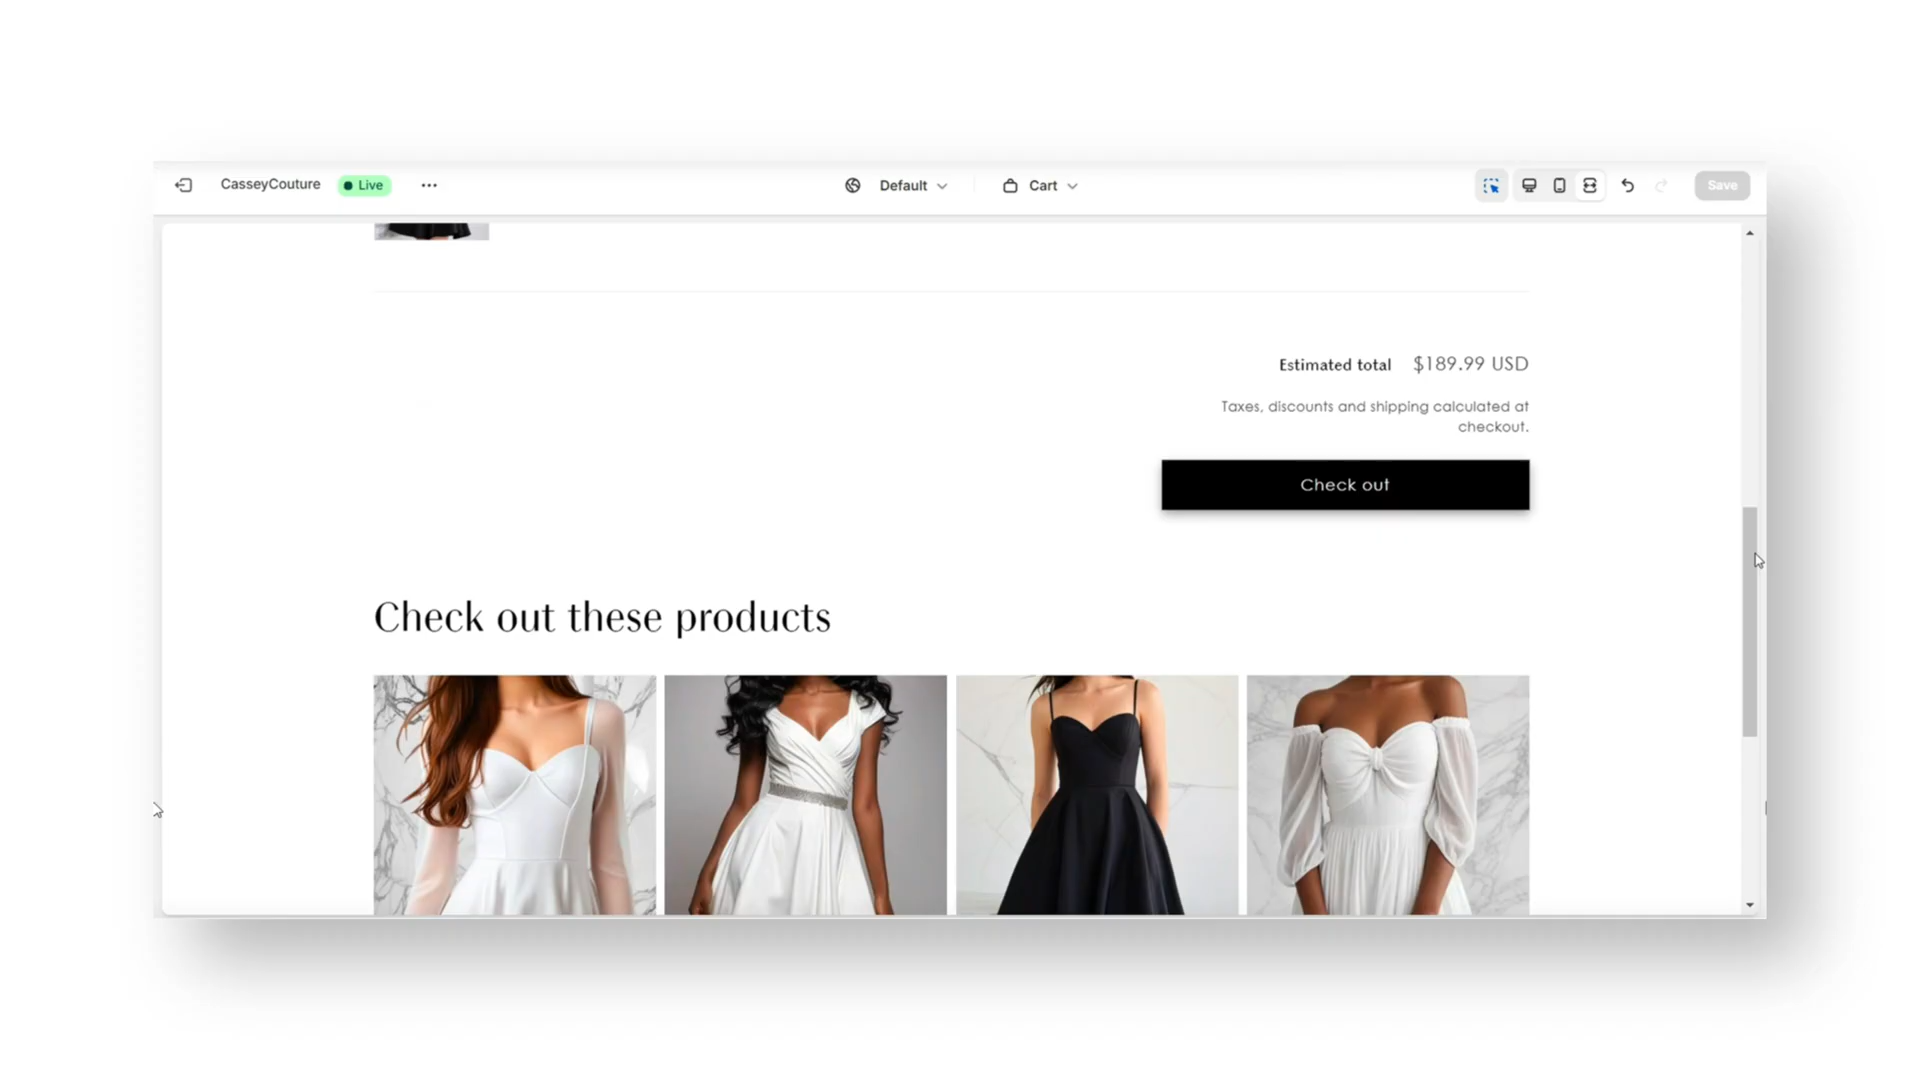 CasseyCouture Live Default Cart Save
Estimated total $189.99 USD
Taxes, discounts and shipping calculated at
checkout.
Check out
Check out these products